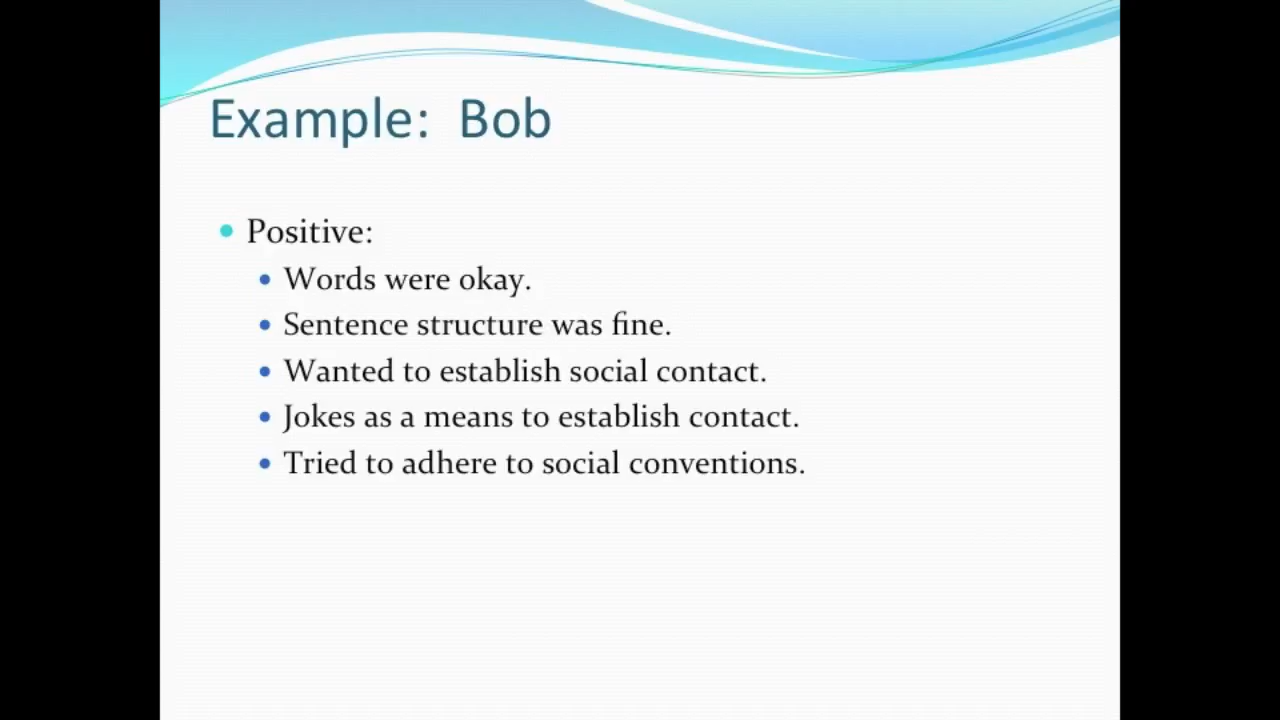 Example: Bob
Positive:
Words were okay.
Sentence structure was fine.
Wanted to establish social contact.
Jokes as a means to establish contact.
Tried to adhere to social conventions.